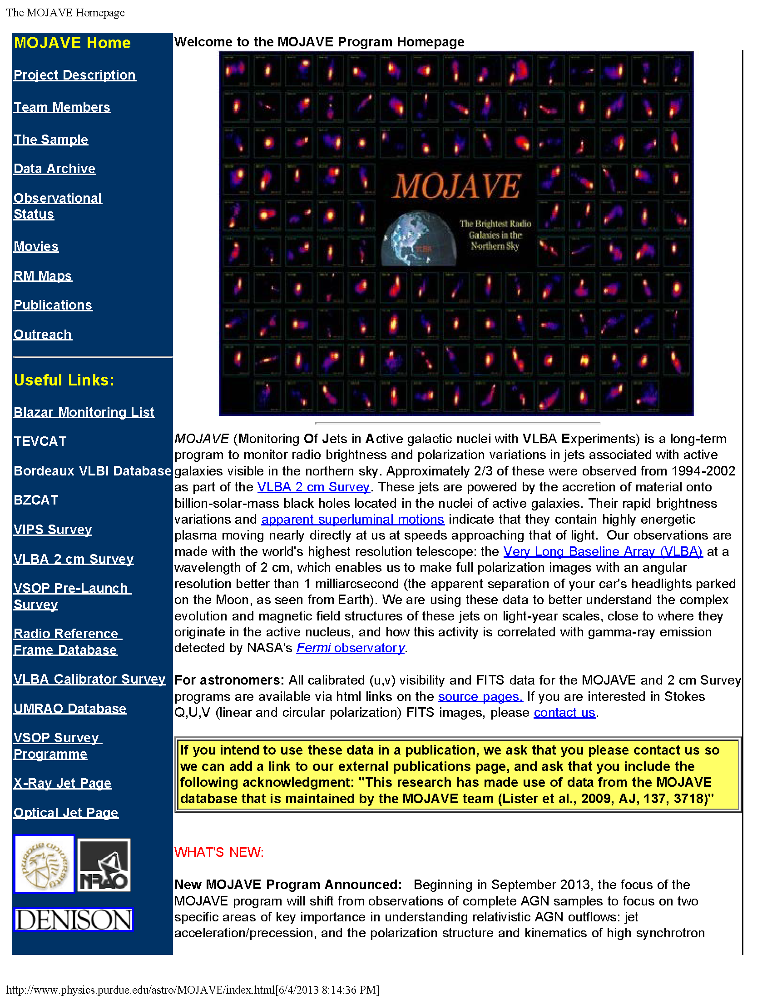 The MOJAVE Homepage
MOJAVE Home
Project Description
Team Members
The Sample
Data Archive
Observational
Status
Movies
RM Maps
Publications
Outreach
Useful Links:
Blazar Monitoring List
TEVCAT
Bordeaux VLBI Database
BZCAT
VIPS Survey
VLBA 2 cm Survey
VSOP Pre-Launch
Survey
Radio Reference
Frame Database
VLBA Calibrator Survey
UMRAO Database
VSOP Survey
Programme
X-Ray Jet Page
Optical Jet Page
purdue university
NRAO
DENISON
Welcome to the MOJAVE Program Homepage
MOJAVE
The Brightest Radio
Galaxies in the
Northern Sky
VLBA
MOJAVE (Monitoring Of Jets in Active galactic nuclei with VLBA Experiments) is a long-term
program to monitor radio brightness and polarization variations in jets associated with active
galaxies visible in the northern sky. Approximately 2/3 of these were observed from 1994-2002
as part of the VLBA 2 cm Survey. These jets are powered by the accretion of material onto
billion-solar-mass black holes located in the nuclei of active galaxies. Their rapid brightness
variations and apparent superluminal motions indicate that they contain highly energetic
plasma moving nearly directly at us at speeds approaching that of light.  Our observations are
made with the world's highest resolution telescope: the Very Long Baseline Array (VLBA) at a
wavelength of 2 cm, which enables us to make full polarization images with an angular
resolution better than 1 milliarcsecond (the apparent separation of your car's headlights parked
on the Moon, as seen from Earth). We are using these data to better understand the complex
evolution and magnetic field structures of these jets on light-year scales, close to where they
originate in the active nucleus, and how this activity is correlated with gamma-ray emission
detected by NASA's Fermi observatory.
For astronomers: All calibrated (u,v) visibility and FITS data for the MOJAVE and 2 cm Survey
programs are available via html links on the source pages. If you are interested in Stokes
Q,U,V (linear and circular polarization) FITS images, please contact us.
If you intend to use these data in a publication, we ask that you please contact us so
we can add a link to our external publications page, and ask that you include the
following acknowledgment: "This research has made use of data from the MOJAVE
database that is maintained by the MOJAVE team (Lister et al., 2009, AJ, 137, 3718)"
WHAT'S NEW:
New MOJAVE Program Announced:   Beginning in September 2013, the focus of the
MOJAVE program will shift from observations of complete AGN samples to focus on two
specific areas of key importance in understanding relativistic AGN outflows: jet
acceleration/precession, and the polarization structure and kinematics of high synchrotron
http://www.physics.purdue.edu/astro/MOJAVE/index.html[6/4/2013 8:14:36 PM]